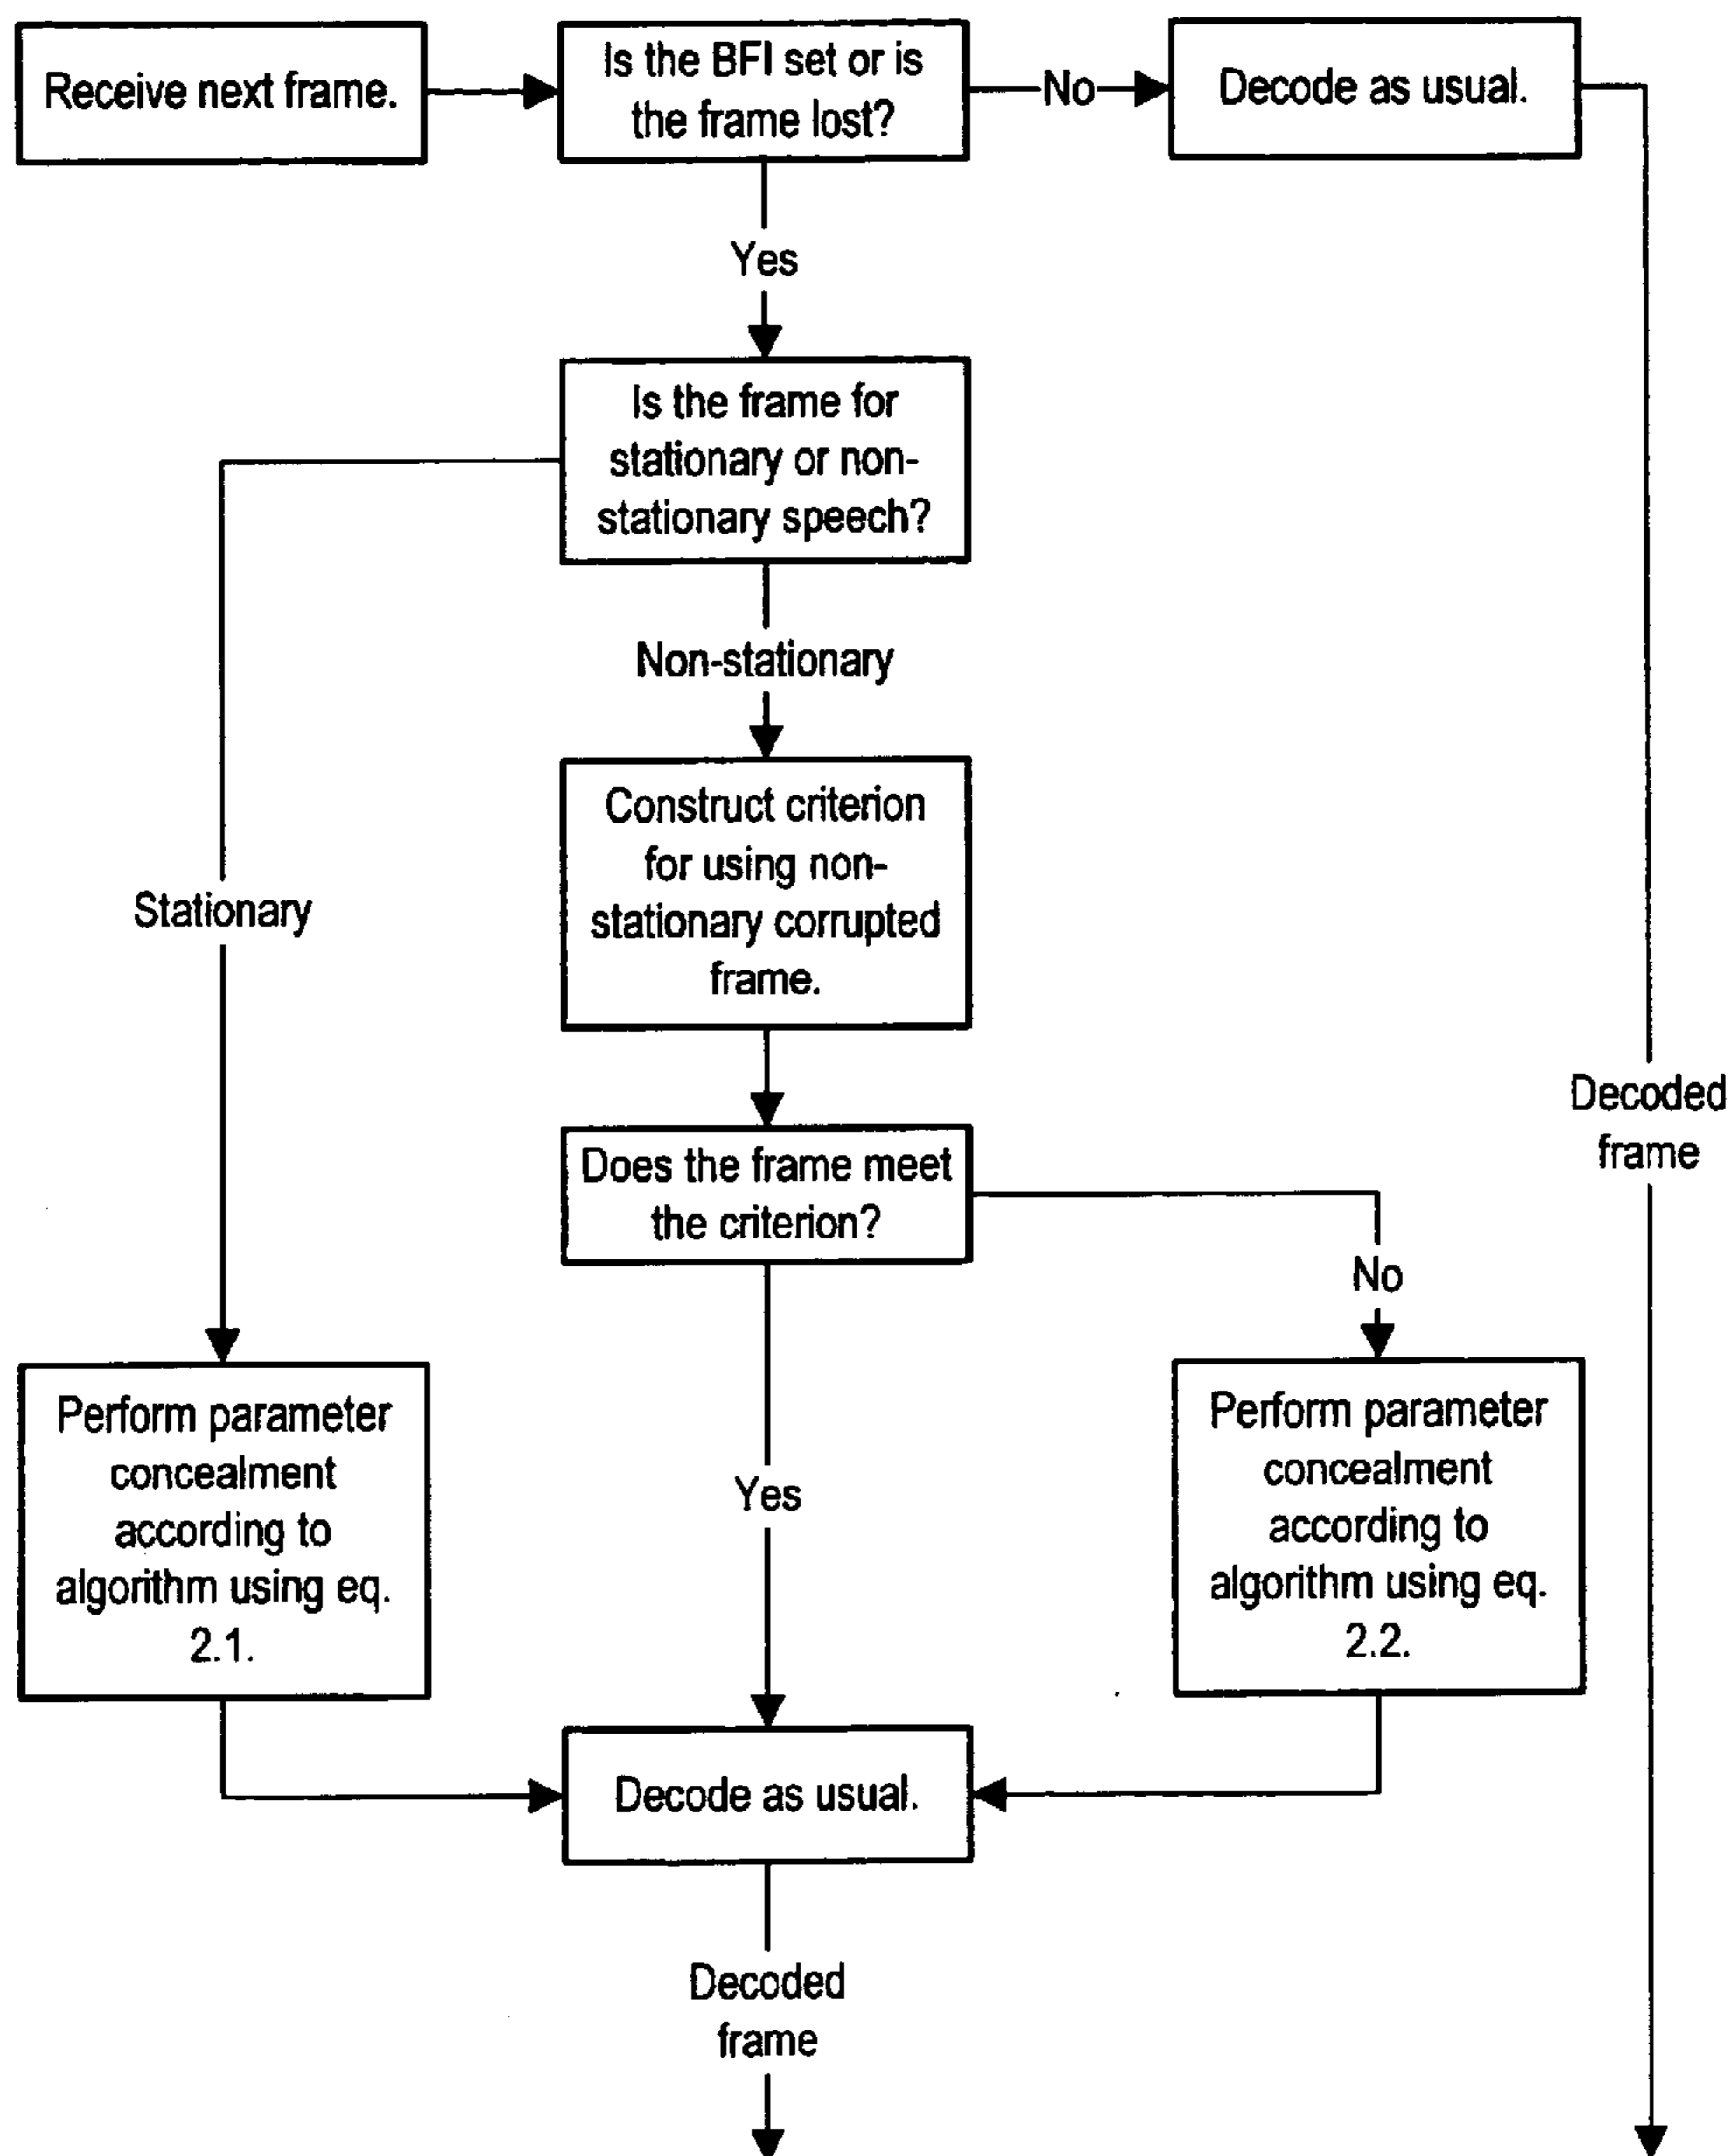 Receive next frame.
Is the BFI set or is
the frame lost?
No
Decode as usual.
Yes
Is the frame for
stationary or non-
stationary speech?
Non-stationary
Construct criterion
for using non-
stationary corrupted
frame.
Stationary
Decoded
frame
Does the frame meet
the criterion?
No
Perform parameter
concealment
according to
algorithm using eq.
2.1.
Yes
Perform parameter
concealment
according to
algorithm using eq.
2.2.
Decode as usual.
Decoded
frame